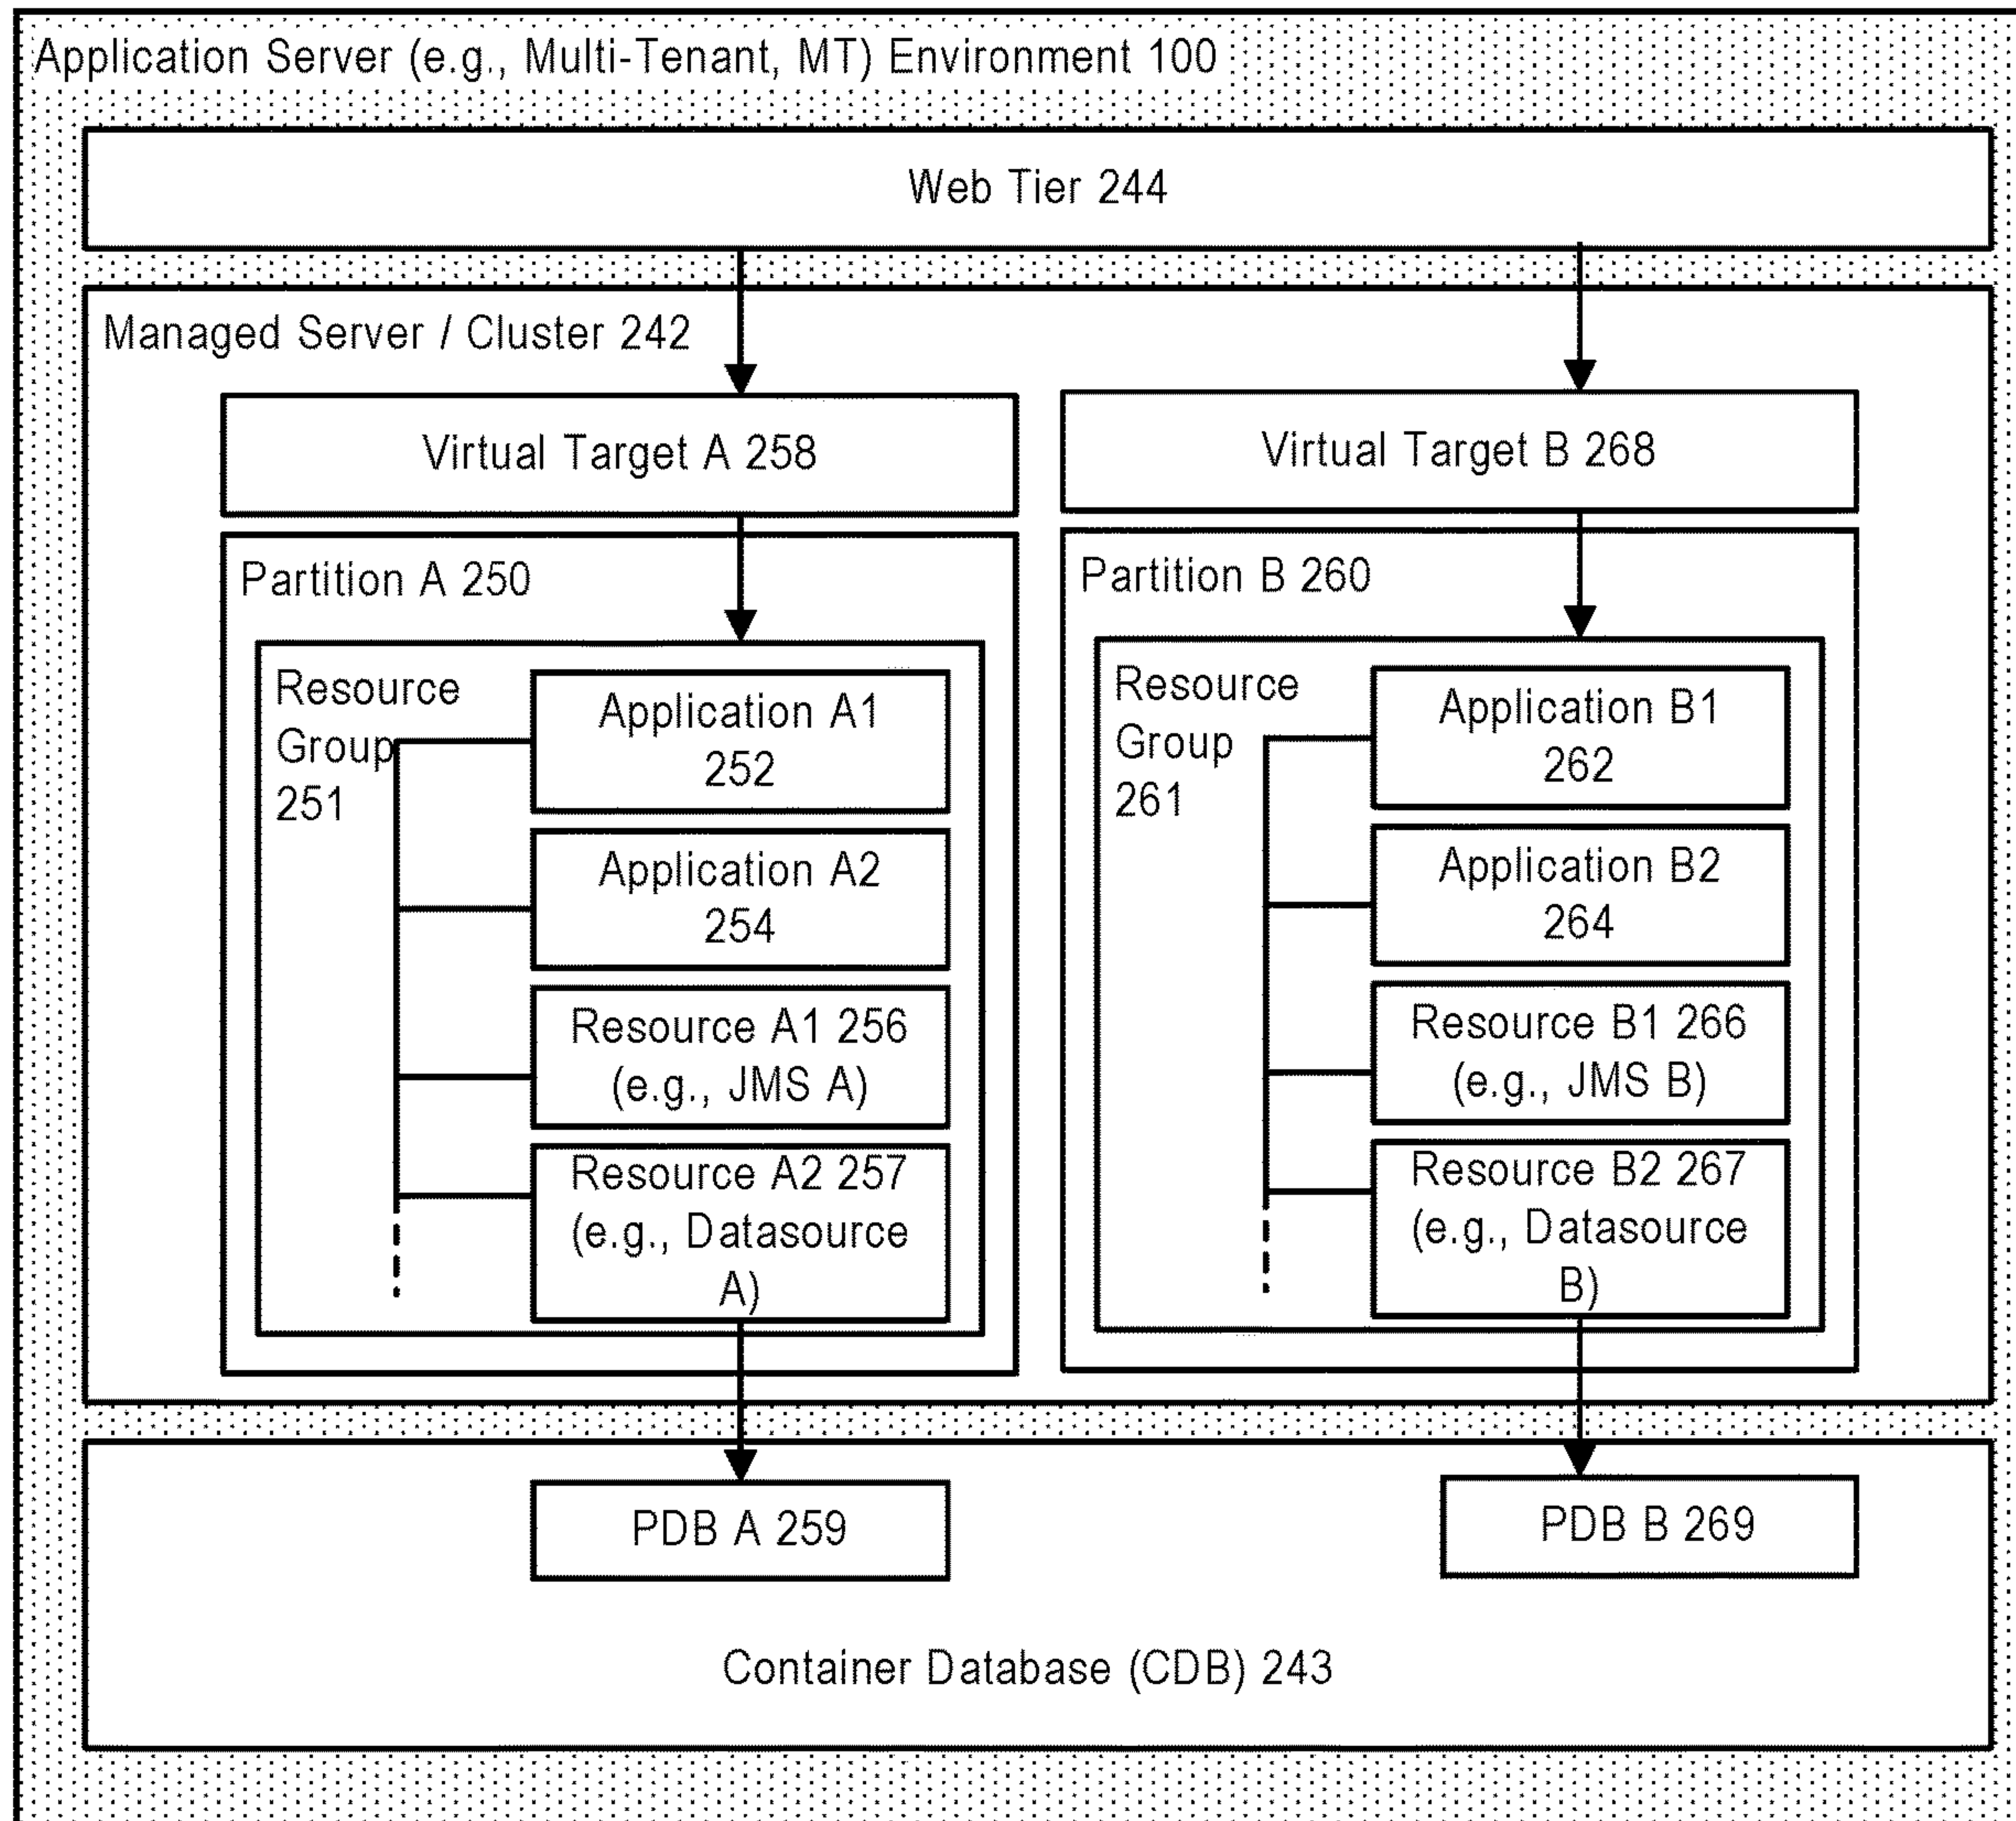 Application Server (e.g., Multi-Tenant, MT) Environment 100
Web Tier 244
Managed Server / Cluster 242
Virtual Target A 258
Partition A 250
Resource
Group
251
Application A1
252
Application A2
254
Resource A1 256
(e.g., JMS A)
Resource A2 257
(e.g., Datasource
A)
Virtual Target B 268
Partition B 260
Resource
Group
261
Application B1
262
Application B2
264
Resource B1 266
(e.g., JMS B)
Resource B2 267
(e.g., Datasource
B)
PDB A 259
PDB B 269
Container Database (CDB) 243